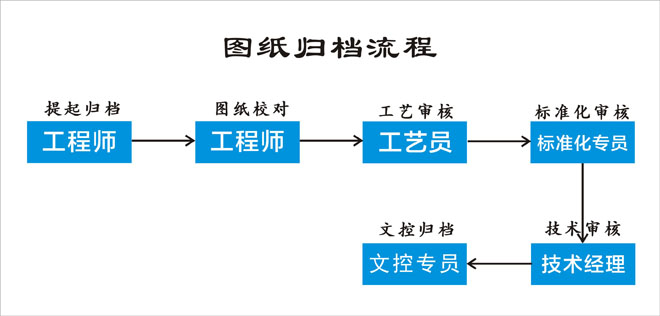 图纸归档流程
提起归档
工程师
图纸校对
工程师
工艺审核
工艺员
标准化审核
标准化专员
技术审核
技术经理
文控归档
文控专员